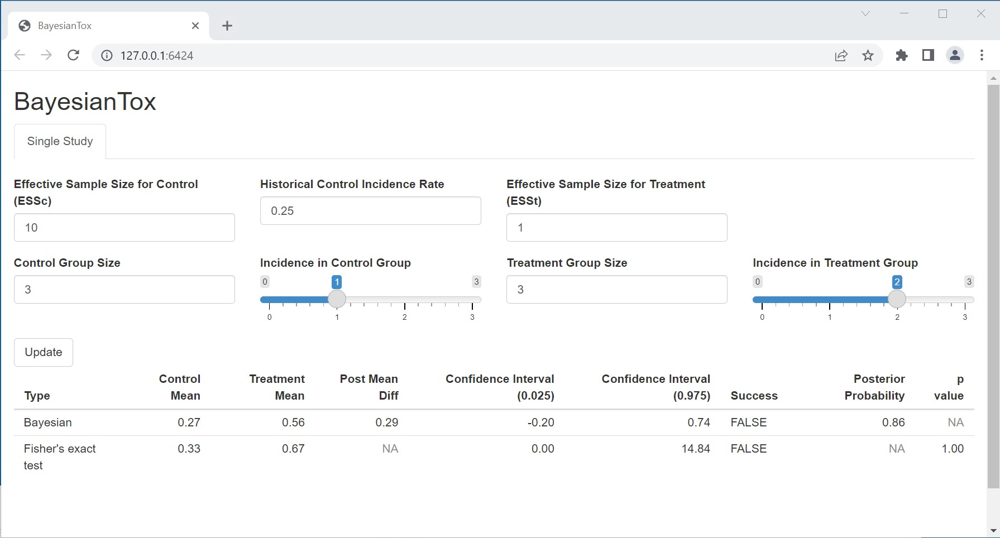 BayesianTox
127.0.0.1:6424
BayesianTox
Single Study
Effective Sample Size for Control
(ESSc)
10
Historical Control Incidence Rate
0.25
Effective Sample Size for Treatment
(ESSt)
1
Control Group Size
3
Incidence in Control Group
0 1 3
0 1 2 3
Treatment Group Size
3
Incidence in Treatment Group
0 2 3
0 1 2 3
Update
Type Control Mean Treatment Mean Post Mean Diff Confidence Interval (0.025) Confidence Interval (0.975) Success Posterior Probability p value
Bayesian 0.27 0.56 0.29 -0.20 0.74 FALSE 0.86 NA
Fisher's exact test 0.33 0.67 NA 0.00 14.84 FALSE NA 1.00